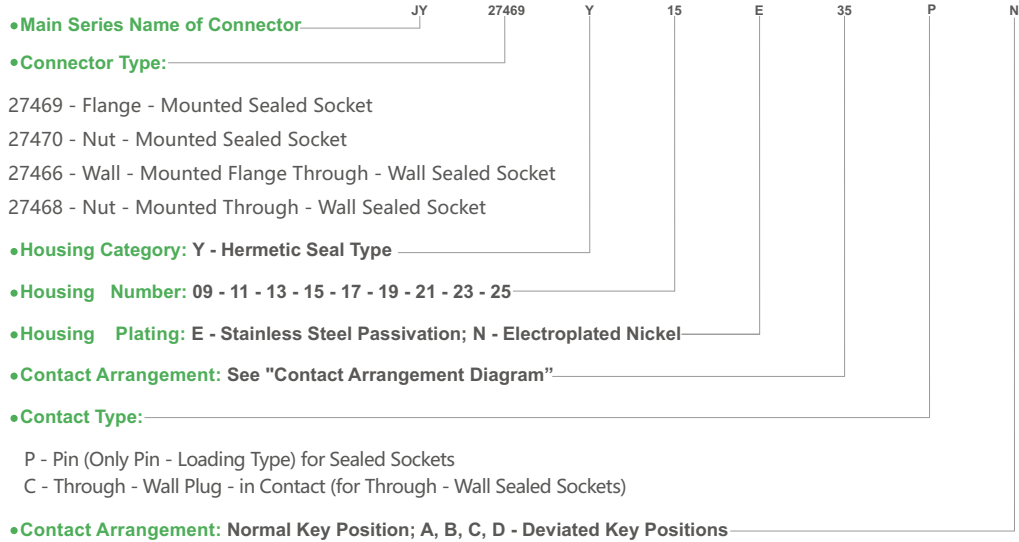 JY 27469 Y 15 E 35 P N
•Main Series Name of Connector
•Connector Type:
27469 - Flange - Mounted Sealed Socket
27470 - Nut - Mounted Sealed Socket
27466 - Wall - Mounted Flange Through - Wall Sealed Socket
27468 - Nut - Mounted Through - Wall Sealed Socket
•Housing Category: Y - Hermetic Seal Type
•Housing Number: 09 - 11 - 13 - 15 - 17 - 19 - 21 - 23 - 25
•Housing Plating: E - Stainless Steel Passivation; N - Electroplated Nickel
•Contact Arrangement: See "Contact Arrangement Diagram”
•Contact Type:
P - Pin (Only Pin - Loading Type) for Sealed Sockets
C - Through - Wall Plug - in Contact (for Through - Wall Sealed Sockets)
•Contact Arrangement: Normal Key Position; A, B, C, D - Deviated Key Positions